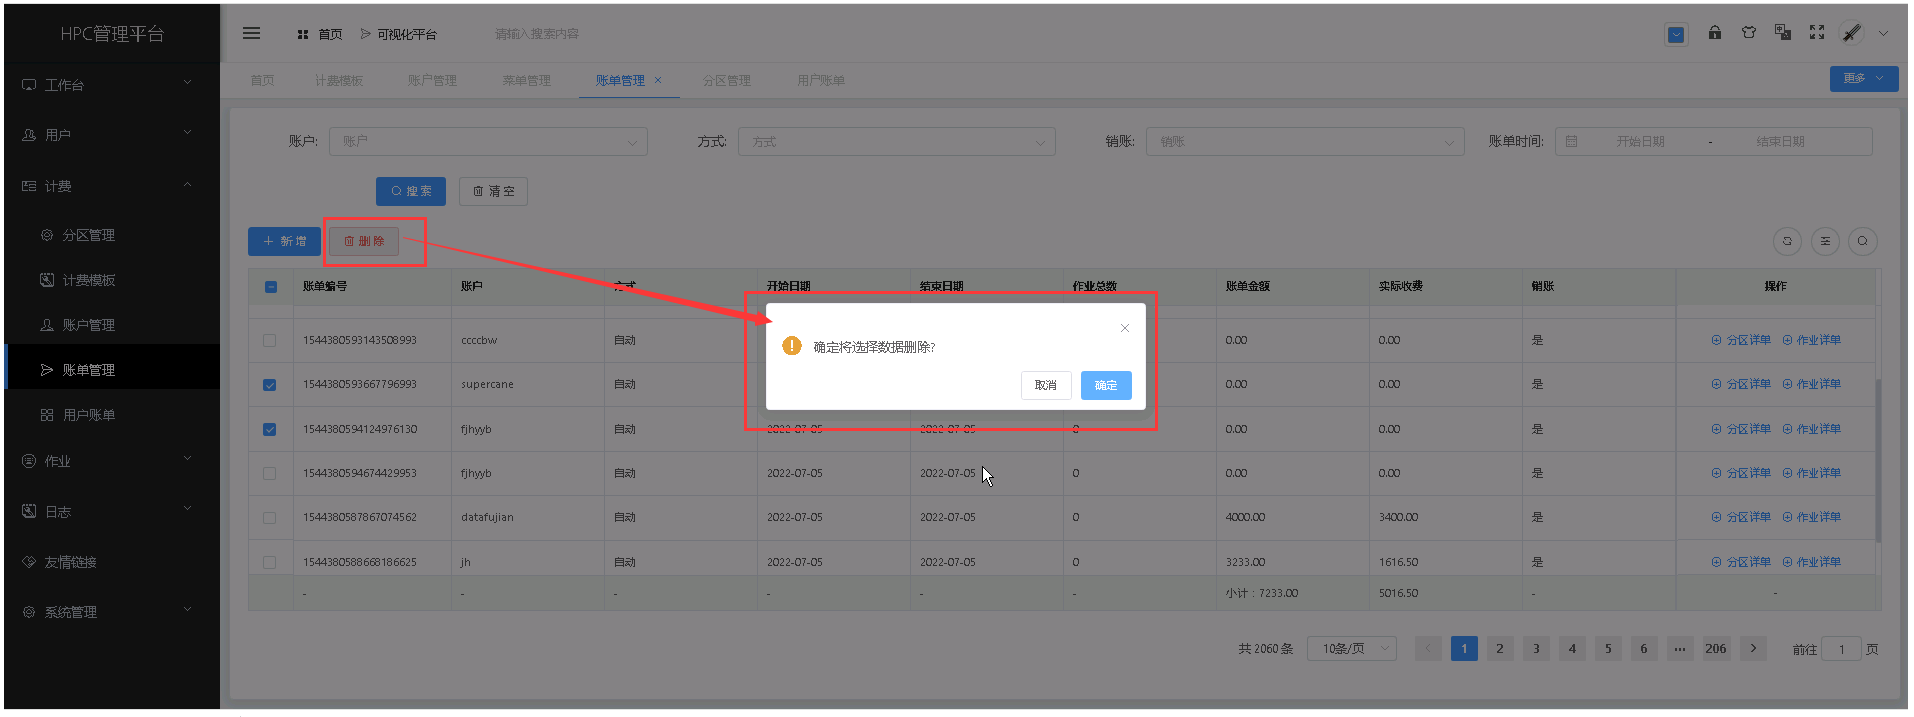 HPC管理平台
首页
可视化平台
请输入搜索内容
工作台
用户
计费
分区管理
计费模板
账户管理
账单管理
用户账单
作业
日志
友情链接
系统管理
首页
计费模板
账户管理
菜单管理
账单管理
分区管理
用户账单
更多
账户: 账户
方式: 方式
销账: 销账
账单时间: 开始日期 - 结束日期
搜索
清空
新增
删除
账单编号 账户 方式 开始日期 结束日期 作业总数 账单金额 实际收费 销账 操作
1544380593143508993 ccccbw 自动 0.00 0.00 是 分区详单 作业详单
1544380593667796993 supercane 自动 0.00 0.00 是 分区详单 作业详单
1544380594124976130 fjhyyb 自动 2022-07-05 2022-07-05 0 0.00 0.00 是 分区详单 作业详单
1544380594674429953 fjhyyb 自动 2022-07-05 2022-07-05 0 0.00 0.00 是 分区详单 作业详单
1544380587867074562 datafujian 自动 2022-07-05 2022-07-05 0 4000.00 3400.00 是 分区详单 作业详单
1544380588668186625 jh 自动 2022-07-05 2022-07-05 0 3233.00 1616.50 是 分区详单 作业详单
- - - - - - 小计：7233.00 5016.50 - -
确定将选择数据删除?
取消
确定
共 2060 条 10条/页 < 1 2 3 4 5 6 ... 206 > 前往 1 页